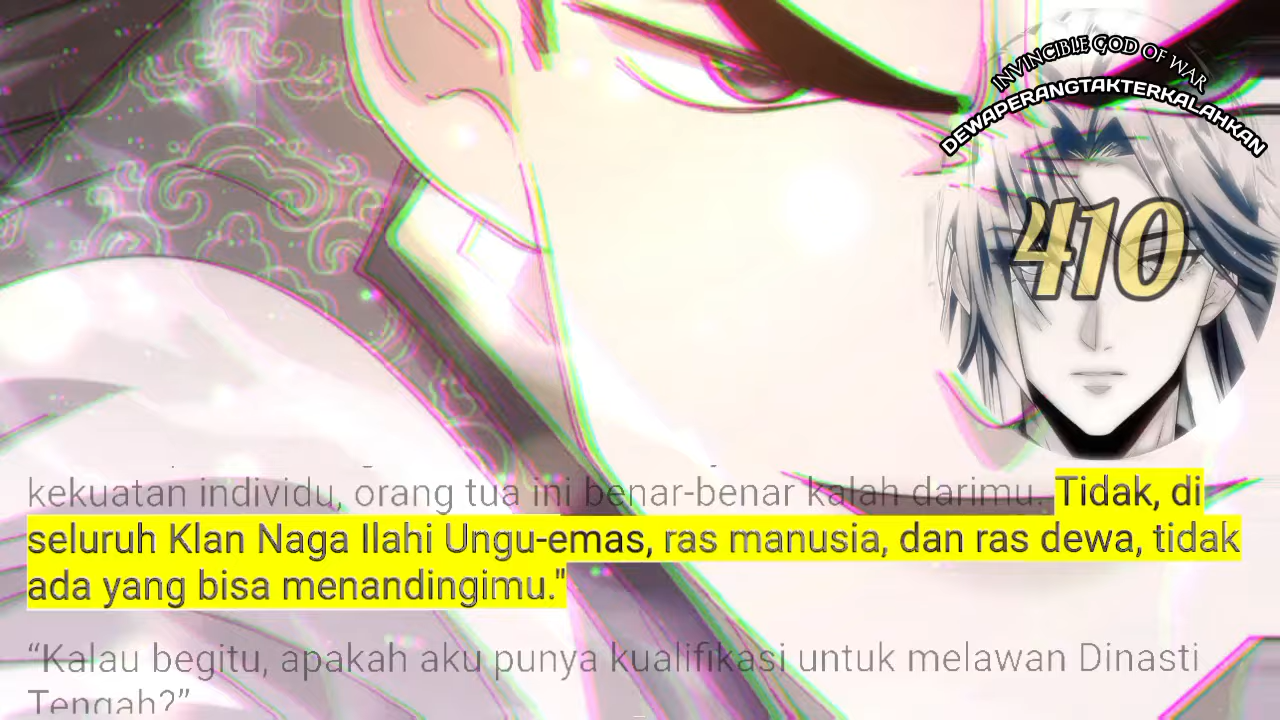 INVINCIBLE GOD OF WAR
DEWAPERANGTAKTERKALAHKAN
410
kekuatan individu, orang tua ini benar-benar kalah darimu. Tidak, di
seluruh Klan Naga Ilahi Ungu-emas, ras manusia, dan ras dewa, tidak
ada yang bisa menandingimu."
“Kalau begitu, apakah aku punya kualifikasi untuk melawan Dinasti
Tengah?”